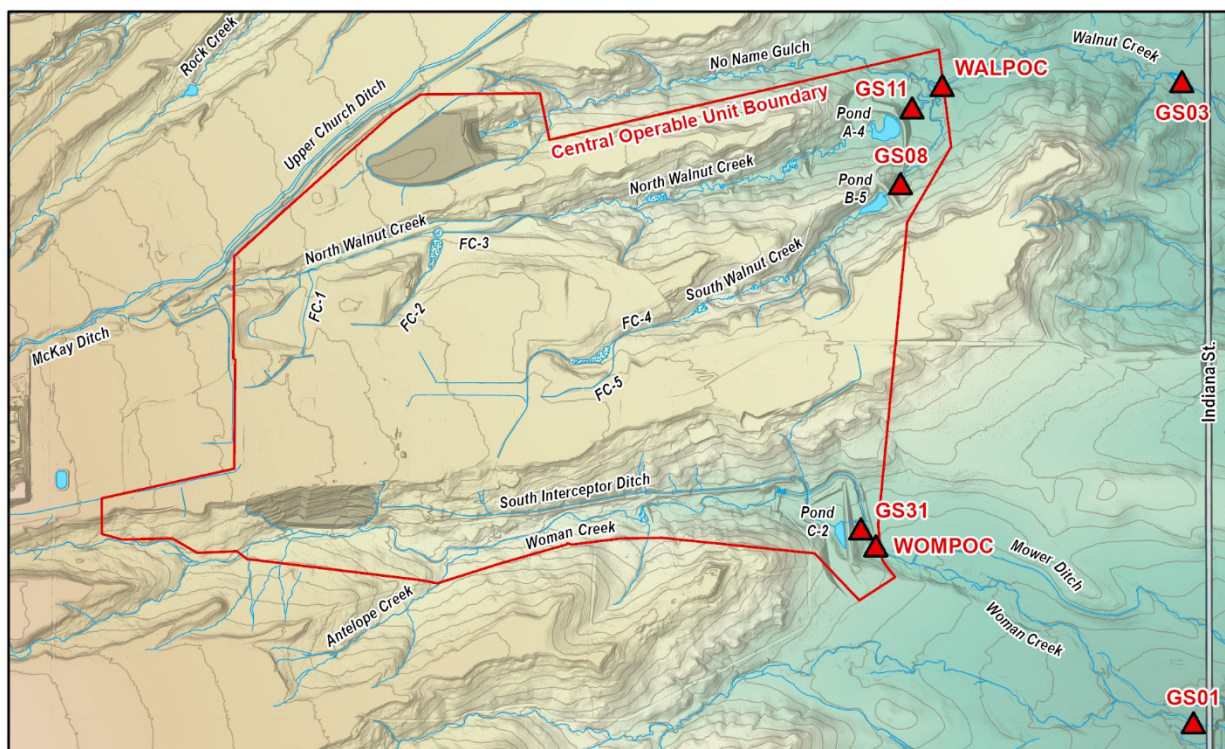 Rock Creek
No Name Gulch
Walnut Creek
WALPOC
GS11
GS03
Upper Church Ditch
Central Operable Unit Boundary
Pond
A-4
GS08
North Walnut Creek
Pond
B-5
North Walnut Creek
FC-3
South Walnut Creek
FC-1
FC-2
FC-4
McKay Ditch
FC-5
Indiana St.
South Interceptor Ditch
Pond
C-2
GS31
Woman Creek
WOMPOC
Mower Ditch
Antelope Creek
Woman Creek
GS01